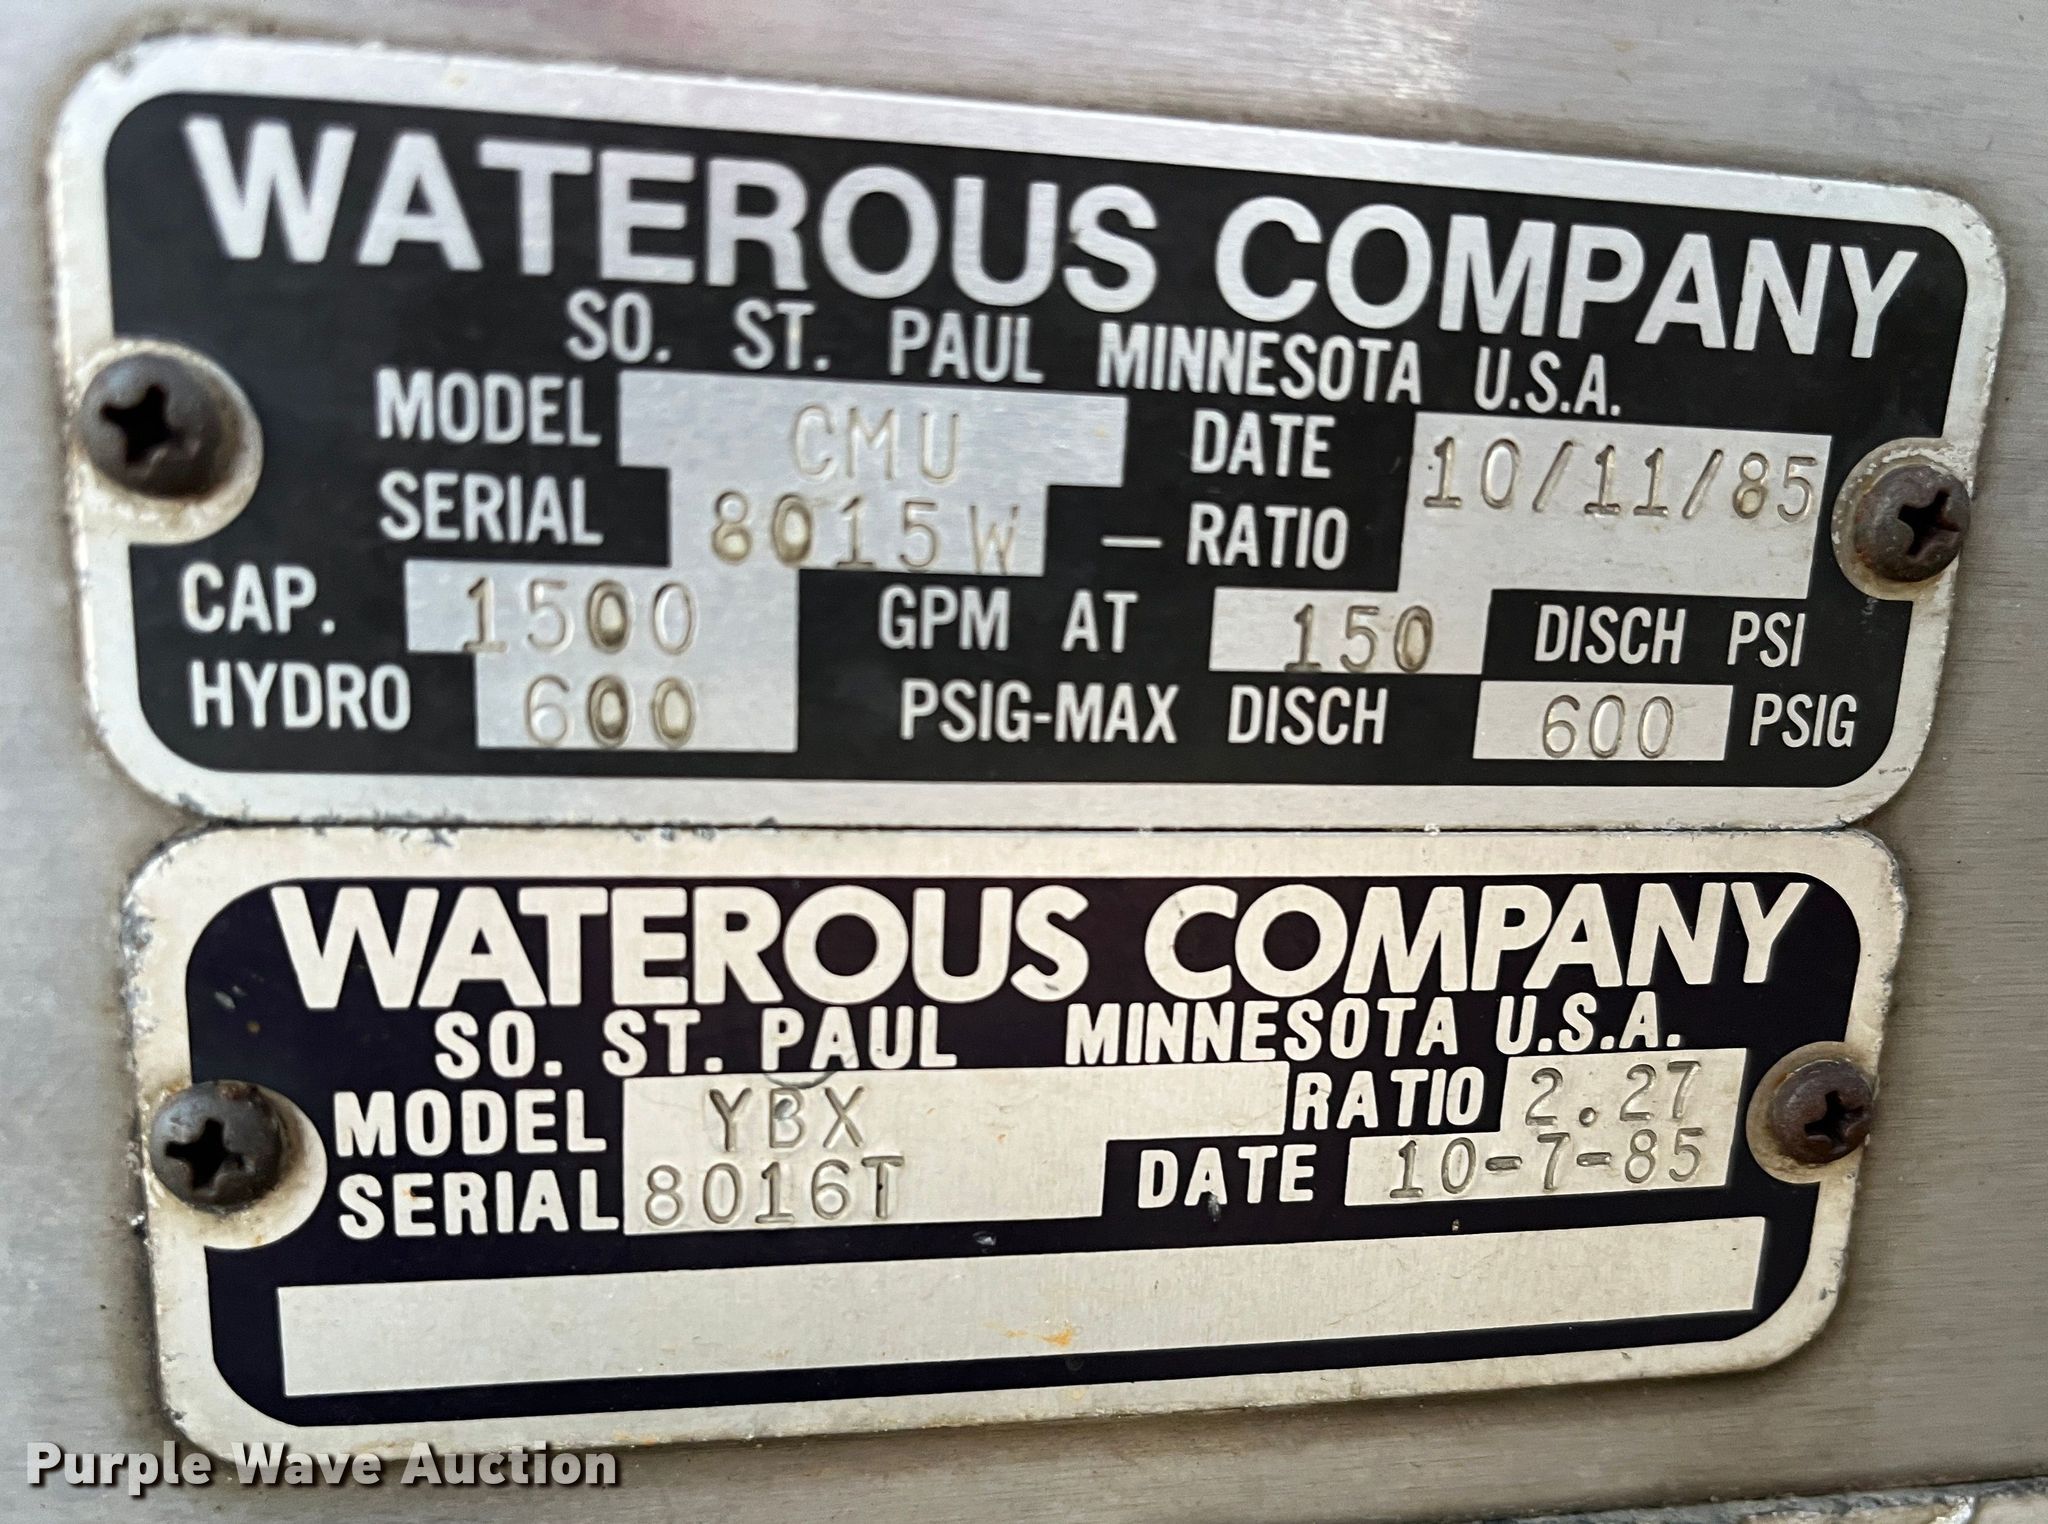 WATEROUS COMPANY
SO. ST. PAUL MINNESOTA U.S.A.
MODEL CMU DATE 10/11/85
SERIAL 8015W — RATIO
CAP. 1500 GPM AT 150 DISCH PSI
HYDRO 600 PSIG-MAX DISCH 600 PSIG
WATEROUS COMPANY
SO. ST. PAUL MINNESOTA U.S.A.
MODEL YBX RATIO 2.27
SERIAL 8016T DATE 10-7-85
Purple Wave Auction